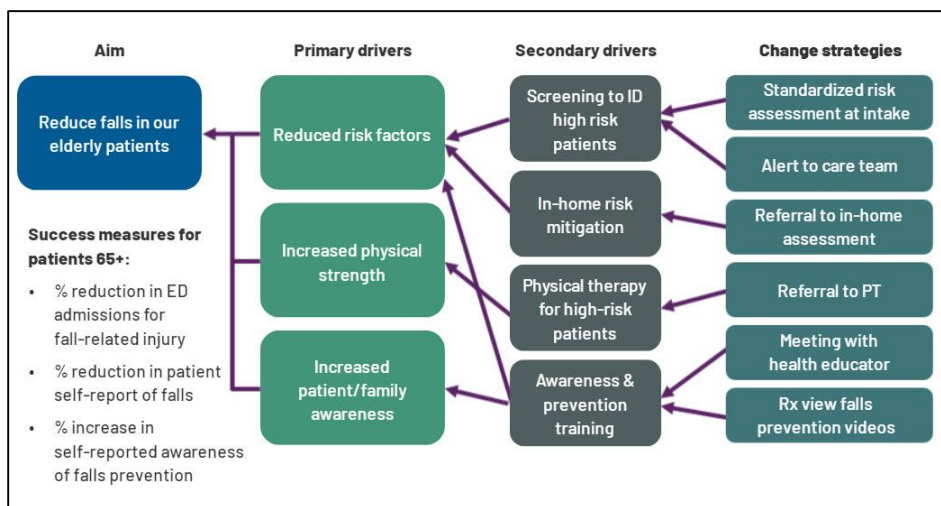 Aim
Reduce falls in our
elderly patients
Success measures for
patients 65+:
• % reduction in ED
admissions for
fall-related injury
• % reduction in patient
self-report of falls
• % increase in
self-reported awareness
of falls prevention
Primary drivers
Reduced risk factors
Increased physical
strength
Increased
patient/family
awareness
Secondary drivers
Screening to ID
high risk
patients
In-home risk
mitigation
Physical therapy
for high-risk
patients
Awareness &
prevention
training
Change strategies
Standardized risk
assessment at intake
Alert to care team
Referral to in-home
assessment
Referral to PT
Meeting with
health educator
Rx view falls
prevention videos